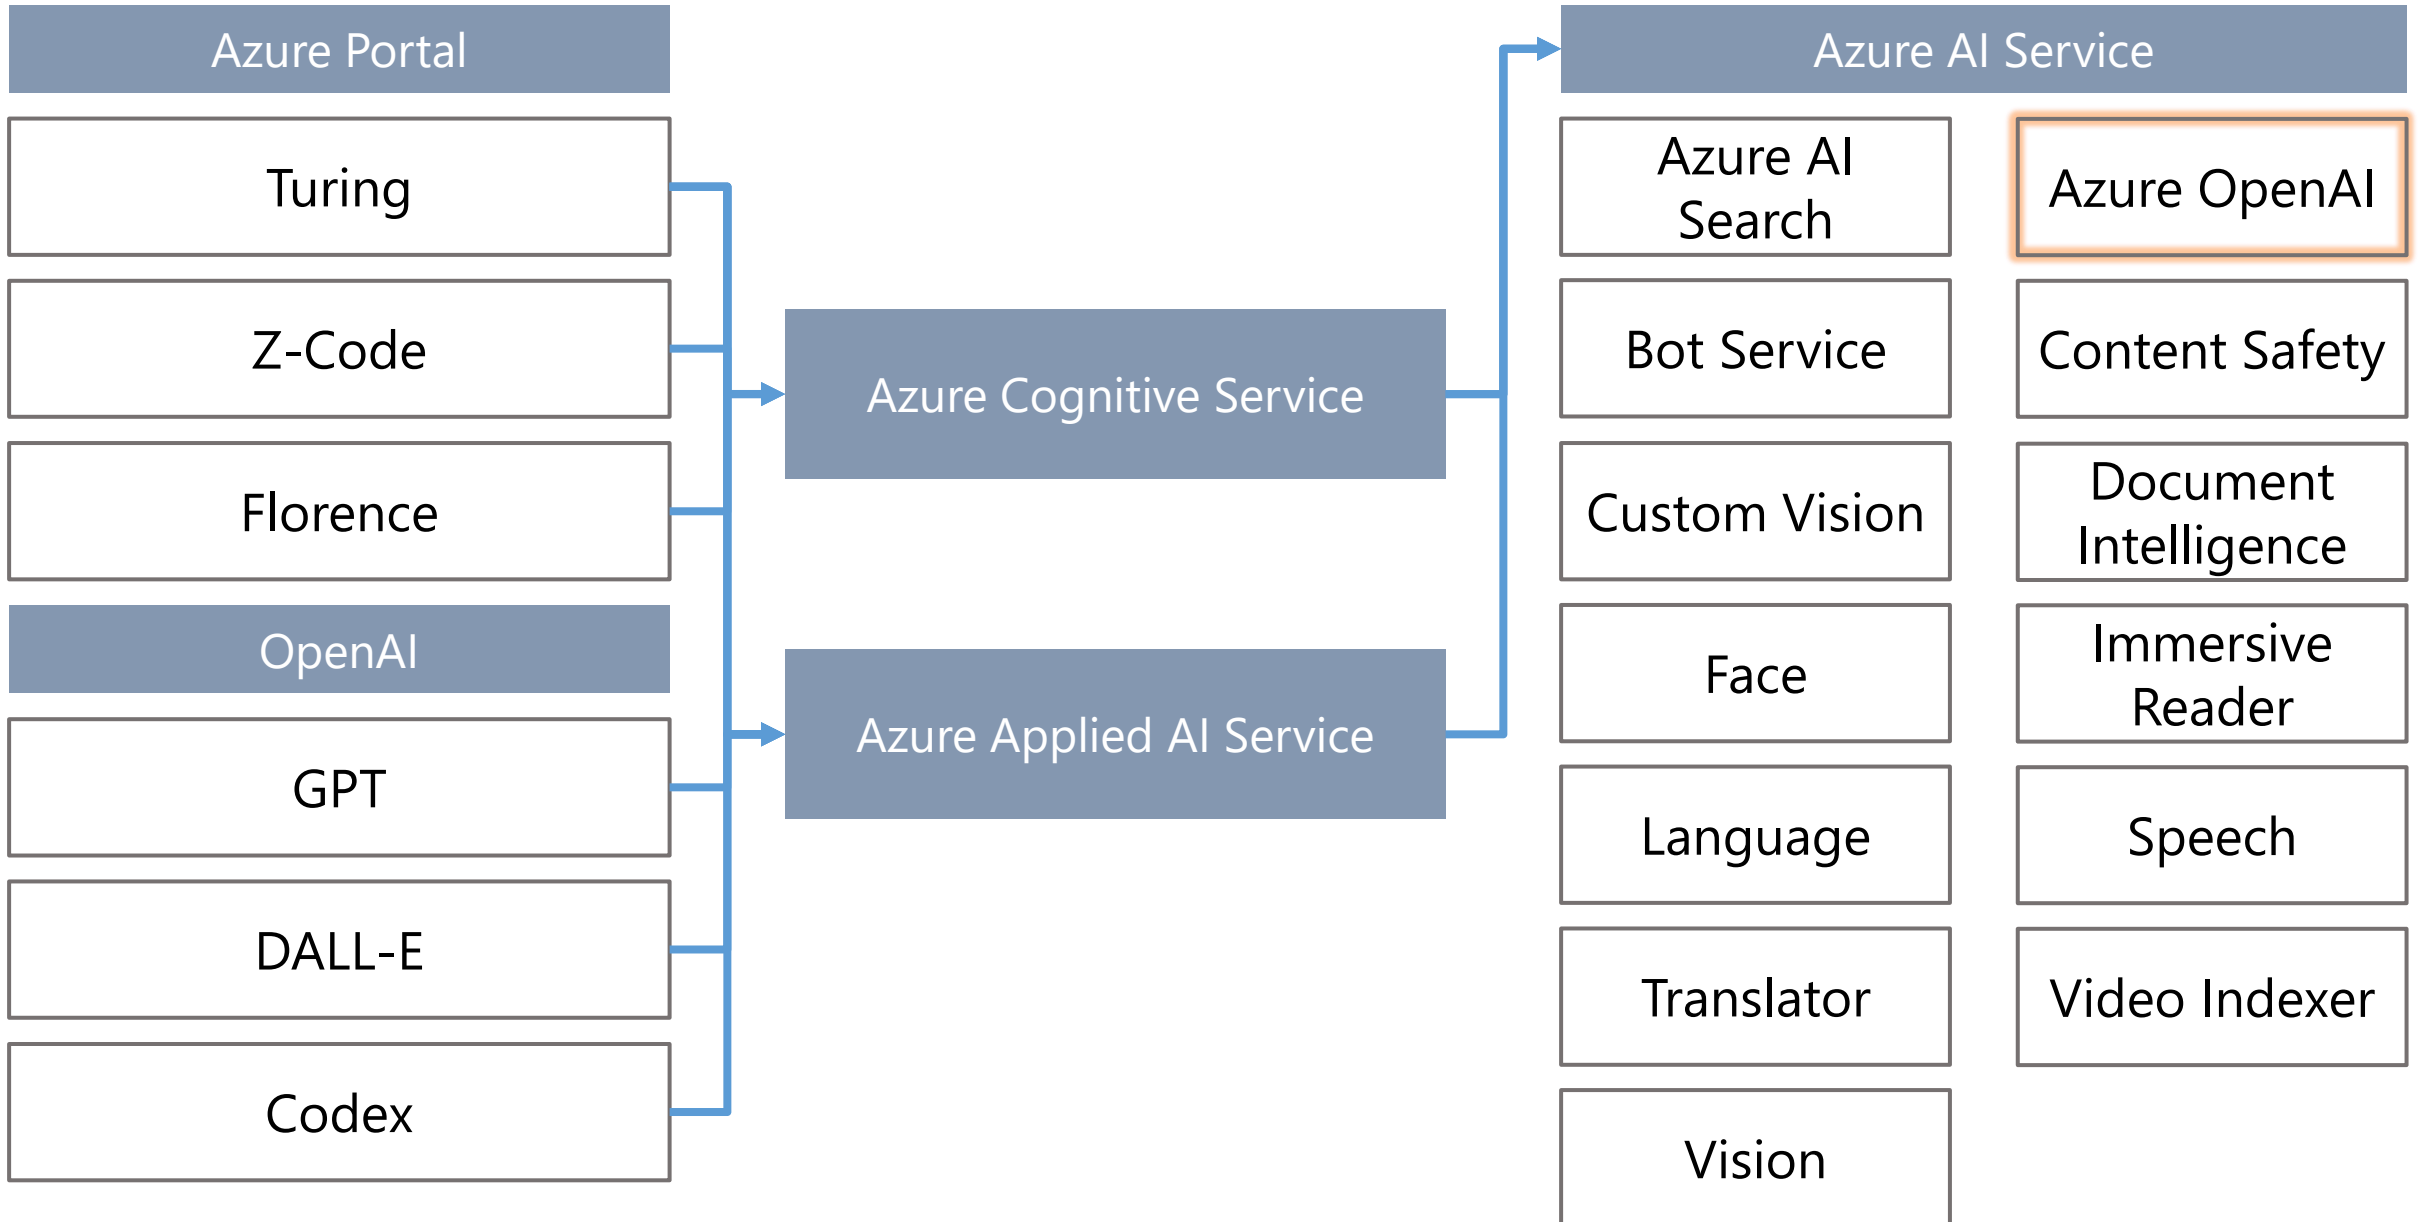 Azure Portal
Turing
Z-Code
Florence
OpenAI
GPT
DALL-E
Codex
Azure Cognitive Service
Azure Applied AI Service
Azure AI Service
Azure AI
Search
Bot Service
Custom Vision
Face
Language
Translator
Vision
Azure OpenAI
Content Safety
Document
Intelligence
Immersive
Reader
Speech
Video Indexer